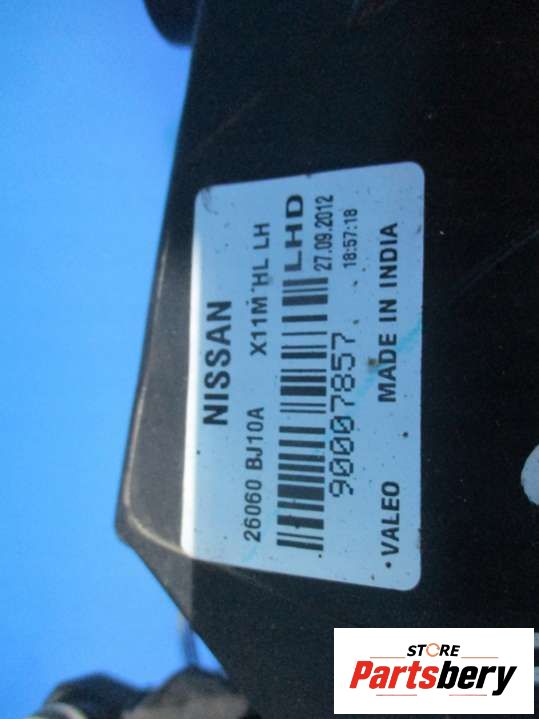 NISSAN
26060 BJ10A X11M HL LH
LHD
90007857
27.09.2012
18:57:18
VALEO MADE IN INDIA
STORE
Partsbery